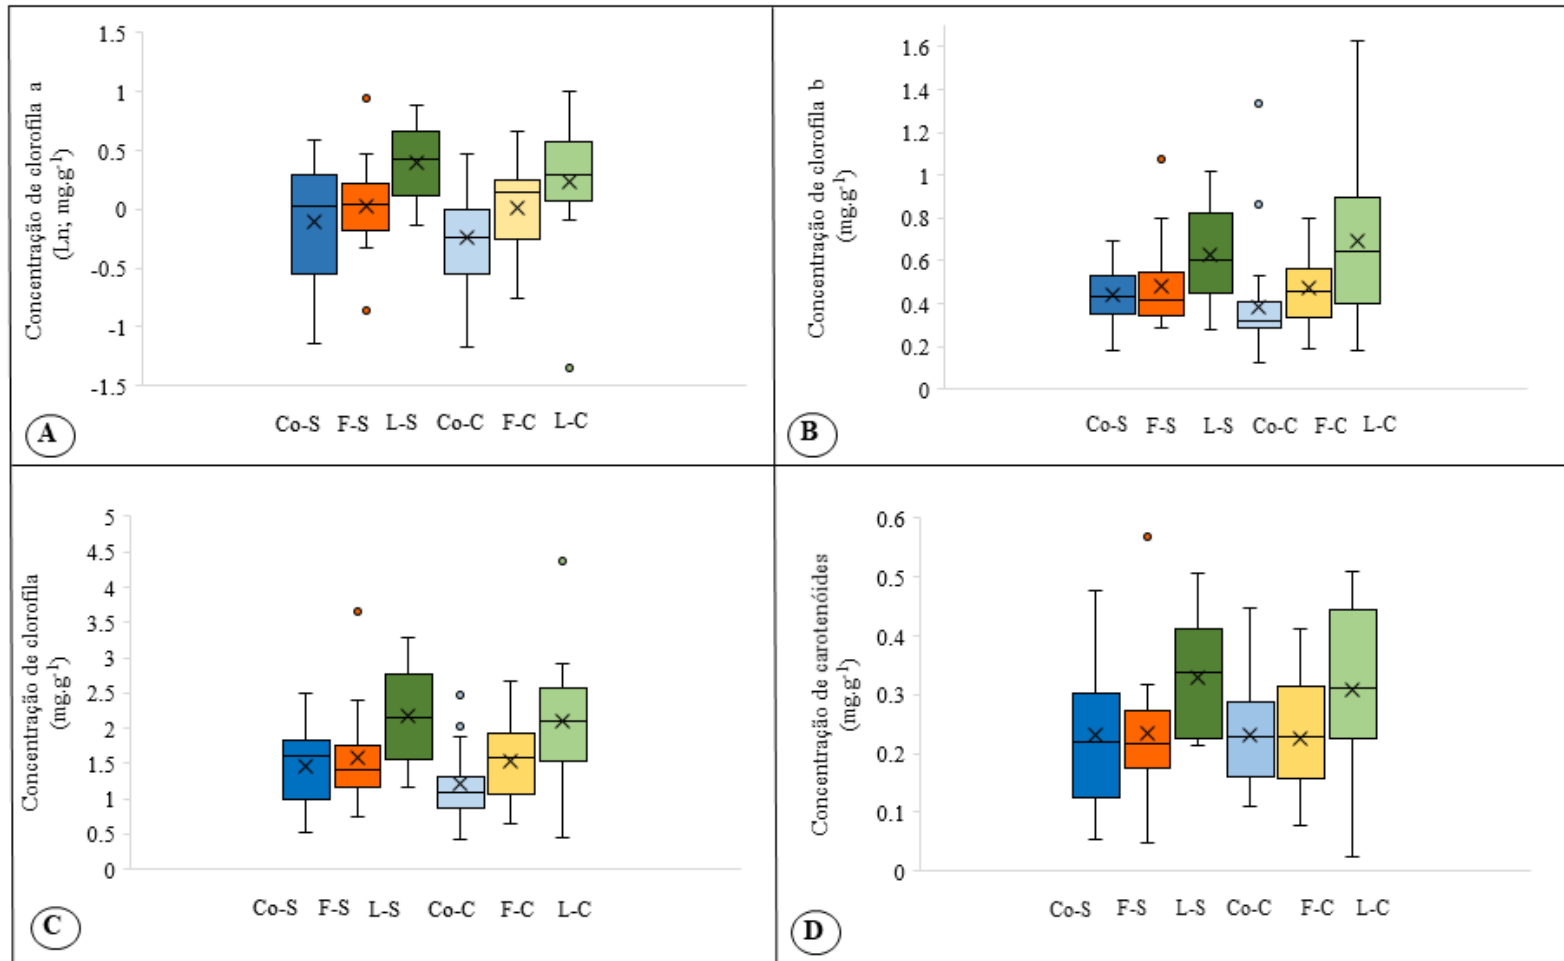 Concentração de clorofila a
(Ln; mg.g-1)
1.5
1
0.5
0
-0.5
-1
-1.5
Co-S F-S L-S Co-C F-C L-C
A
Concentração de clorofila b
(mg.g-1)
1.6
1.4
1.2
1
0.8
0.6
0.4
0.2
0
Co-S F-S L-S Co-C F-C L-C
B
Concentração de clorofila
(mg.g-1)
5
4.5
4
3.5
3
2.5
2
1.5
1
0.5
0
Co-S F-S L-S Co-C F-C L-C
C
Concentração de carotenóides
(mg.g-1)
0.6
0.5
0.4
0.3
0.2
0.1
0
Co-S F-S L-S Co-C F-C L-C
D